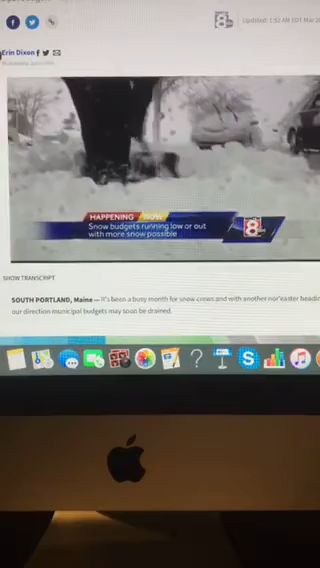 8
Updated: 1:52 AM EDT Mar
Erin Dixon
HAPPENING NOW
Snow budgets running low or out
with more snow possible
8
SHOW TRANSCRIPT
SOUTH PORTLAND, Maine — It's been a busy month for snow crews and with another nor'easter
our direction municipal budgets may soon be drained.